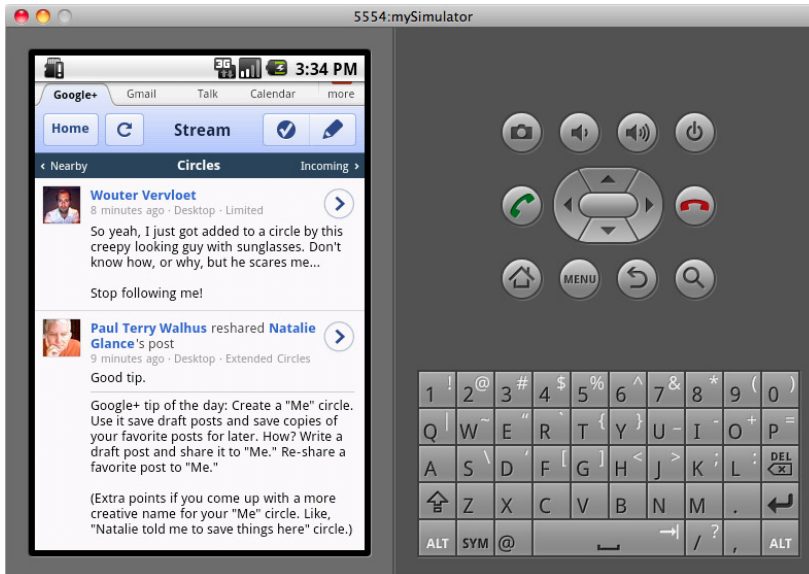 5554:mySimulator
3G 3:34 PM
Google+ Gmail Talk Calendar more
Home Stream
‹ Nearby Circles Incoming ›
Wouter Vervloet
8 minutes ago · Desktop · Limited
So yeah, I just got added to a circle by this
creepy looking guy with sunglasses. Don't
know how, or why, but he scares me...
Stop following me!
Paul Terry Walhus reshared Natalie
Glance's post
9 minutes ago · Desktop · Extended Circles
Good tip.
Google+ tip of the day: Create a "Me" circle.
Use it save draft posts and save copies of
your favorite posts for later. How? Write a
draft post and share it to "Me." Re-share a
favorite post to "Me."
(Extra points if you come up with a more
creative name for your "Me" circle. Like,
"Natalie told me to save things here" circle.)
MENU
1 ! 2 @ 3 # 4 $ 5 % 6 ^ 7 & 8 * 9 ( 0 )
Q | W ~ E " R ` T { Y } U _ I - O + P =
A S \ D ' F [ G ] H < J > K ; L : DEL
Z X C V B N M .
ALT SYM @ / ? , ALT